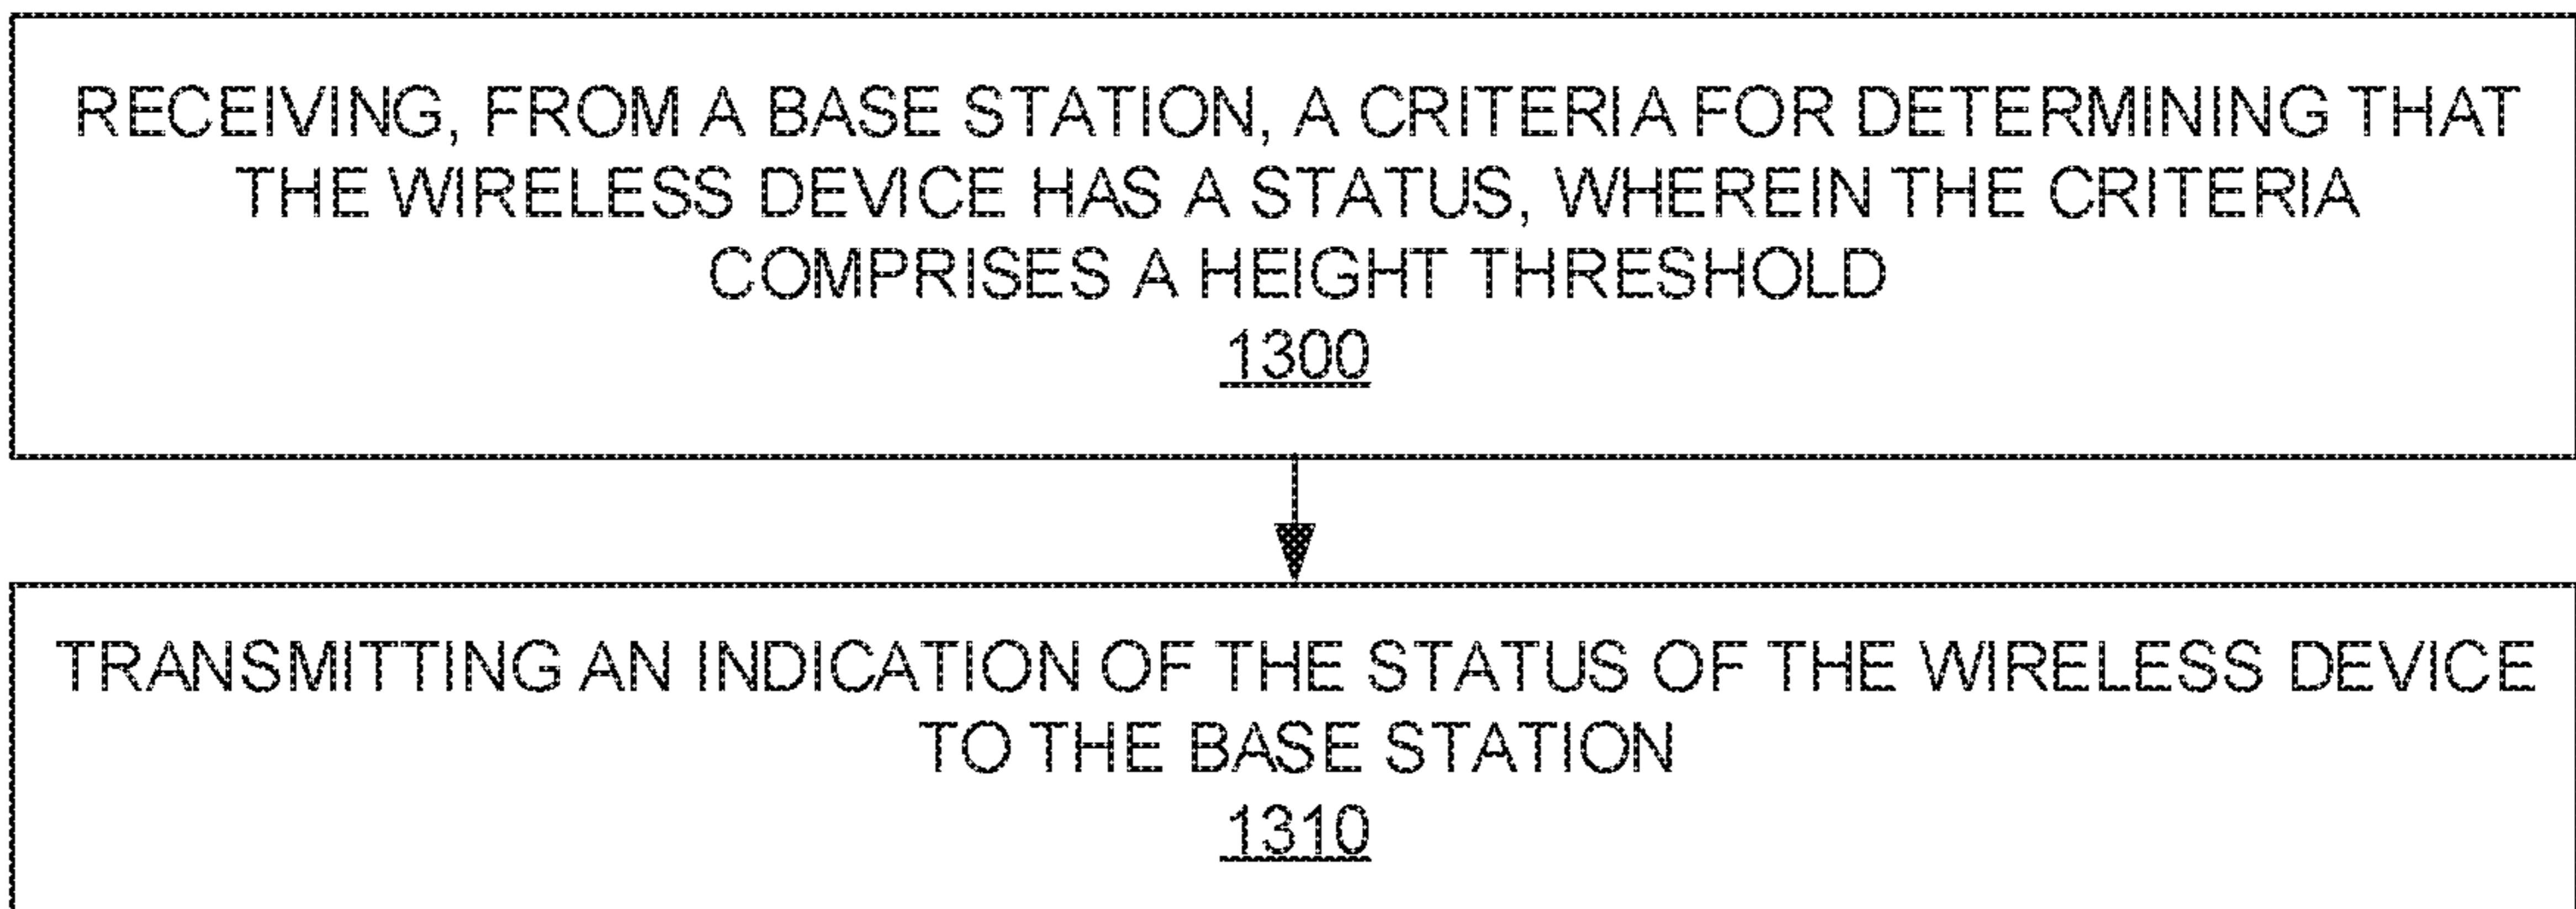 RECEIVING, FROM A BASE STATION, A CRITERIA FOR DETERMINING THAT
THE WIRELESS DEVICE HAS A STATUS, WHEREIN THE CRITERIA
COMPRISES A HEIGHT THRESHOLD
1300
TRANSMITTING AN INDICATION OF THE STATUS OF THE WIRELESS DEVICE
TO THE BASE STATION
1310